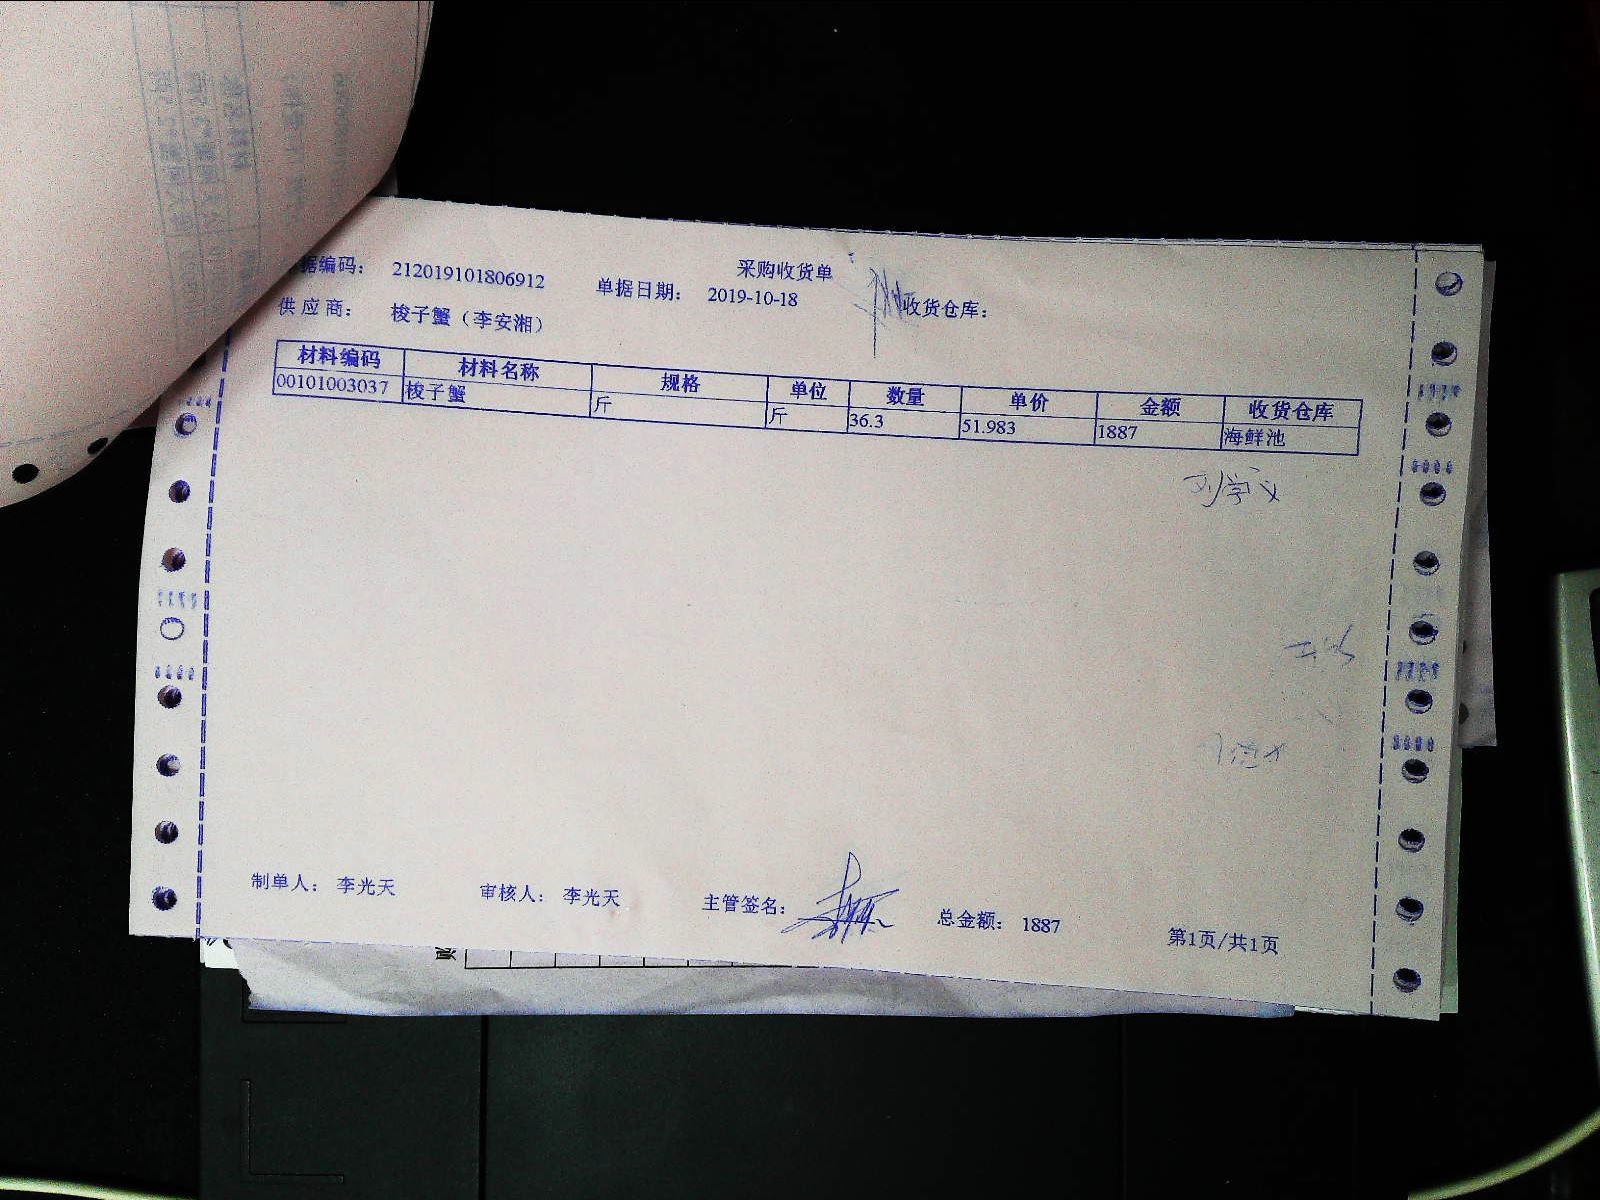 采购收货单
据编码： 212019101806912 单据日期： 2019-10-18 收货仓库：
供应商： 梭子蟹（李安湘）
材料编码 材料名称 规格 单位 数量 单价 金额 收货仓库
00101003037 梭子蟹 斤 斤 36.3 51.983 1887 海鲜池
刘学义
制单人： 李光天 审核人： 李光天 主管签名： 总金额： 1887 第1页/共1页